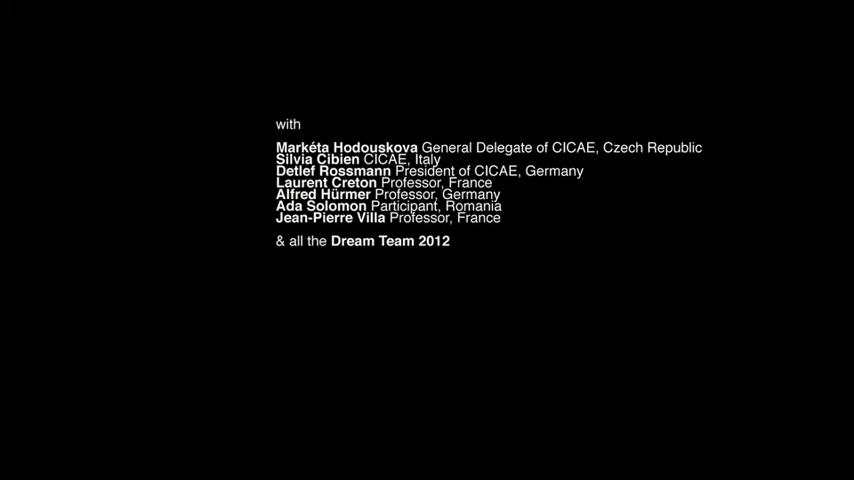 with
Markéta Hodouskova General Delegate of CICAE, Czech Republic
Silvia Cibien CICAE, Italy
Detlef Rossmann President of CICAE, Germany
Laurent Creton Professor, France
Alfred Hürmer Professor, Germany
Ada Solomon Participant, Romania
Jean-Pierre Villa Professor, France
& all the Dream Team 2012